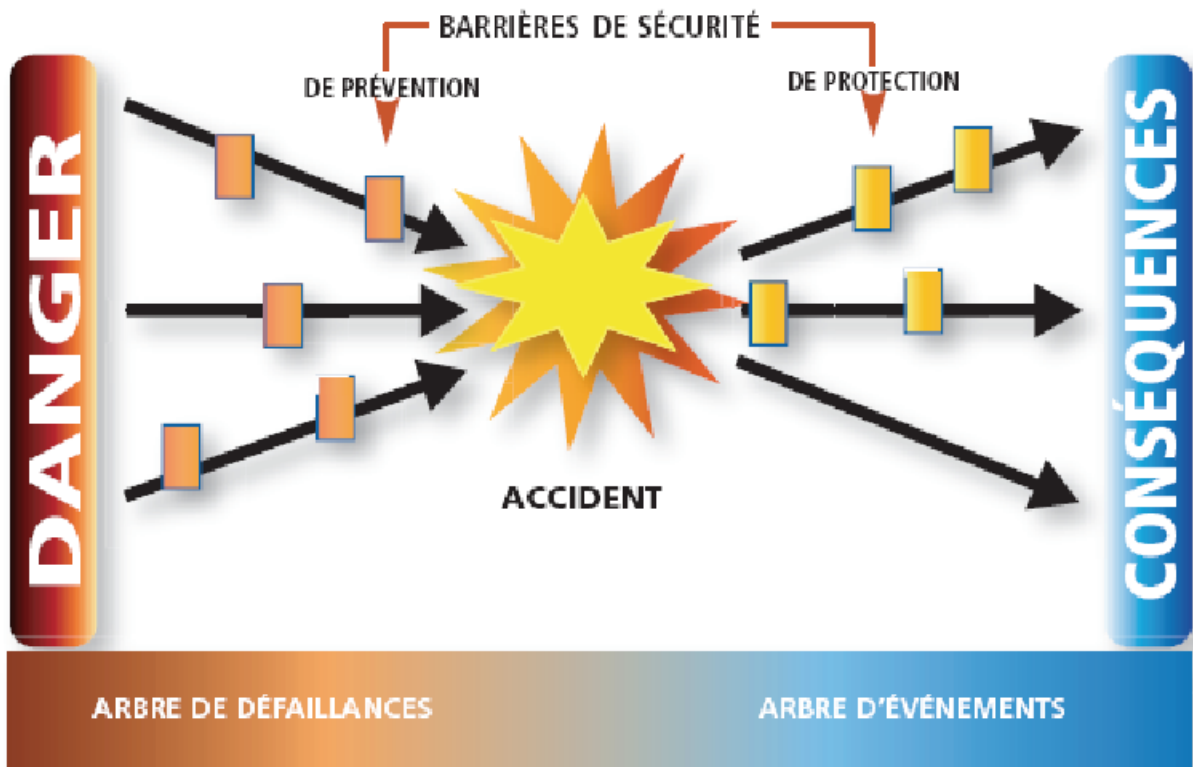 BARRIÈRES DE SÉCURITÉ
DE PRÉVENTION
DE PROTECTION
DANGER
ACCIDENT
CONSÉQUENCES
ARBRE DE DÉFAILLANCES
ARBRE D'ÉVÉNEMENTS